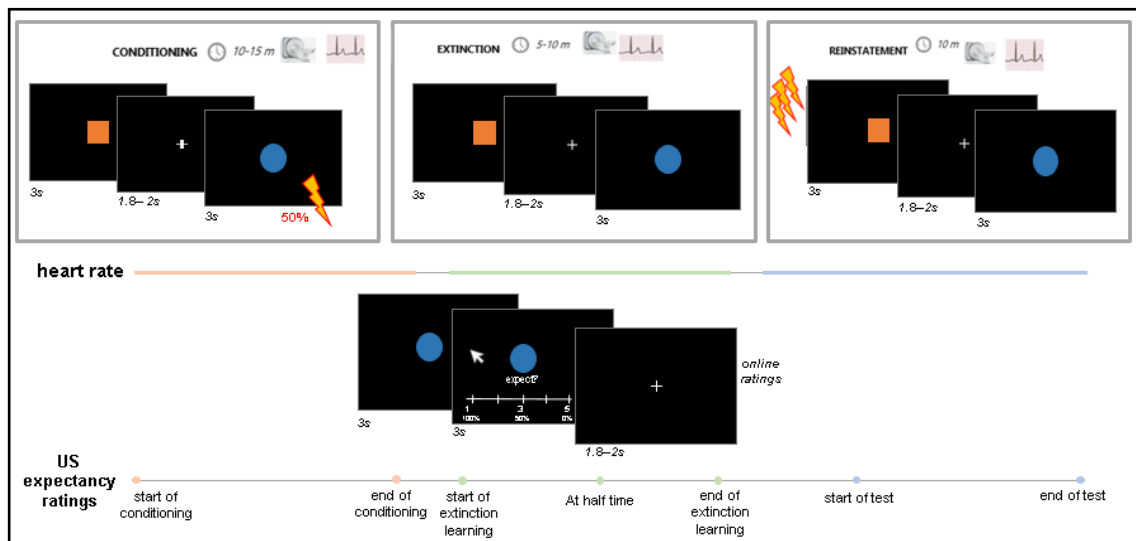 CONDITIONING 10-15 m
EXTINCTION 5-10 m
REINSTATEMENT 10 m
3s
1.8–2s
3s
50%
3s
1.8–2s
3s
3s
1.8–2s
3s
heart rate
expect?
1 3 5
100% 50% 0%
online
ratings
3s
3s
1.8–2s
US
expectancy
ratings
start of
conditioning
end of
conditioning
start of
extinction
learning
At half time
end of
extinction
learning
start of test
end of test